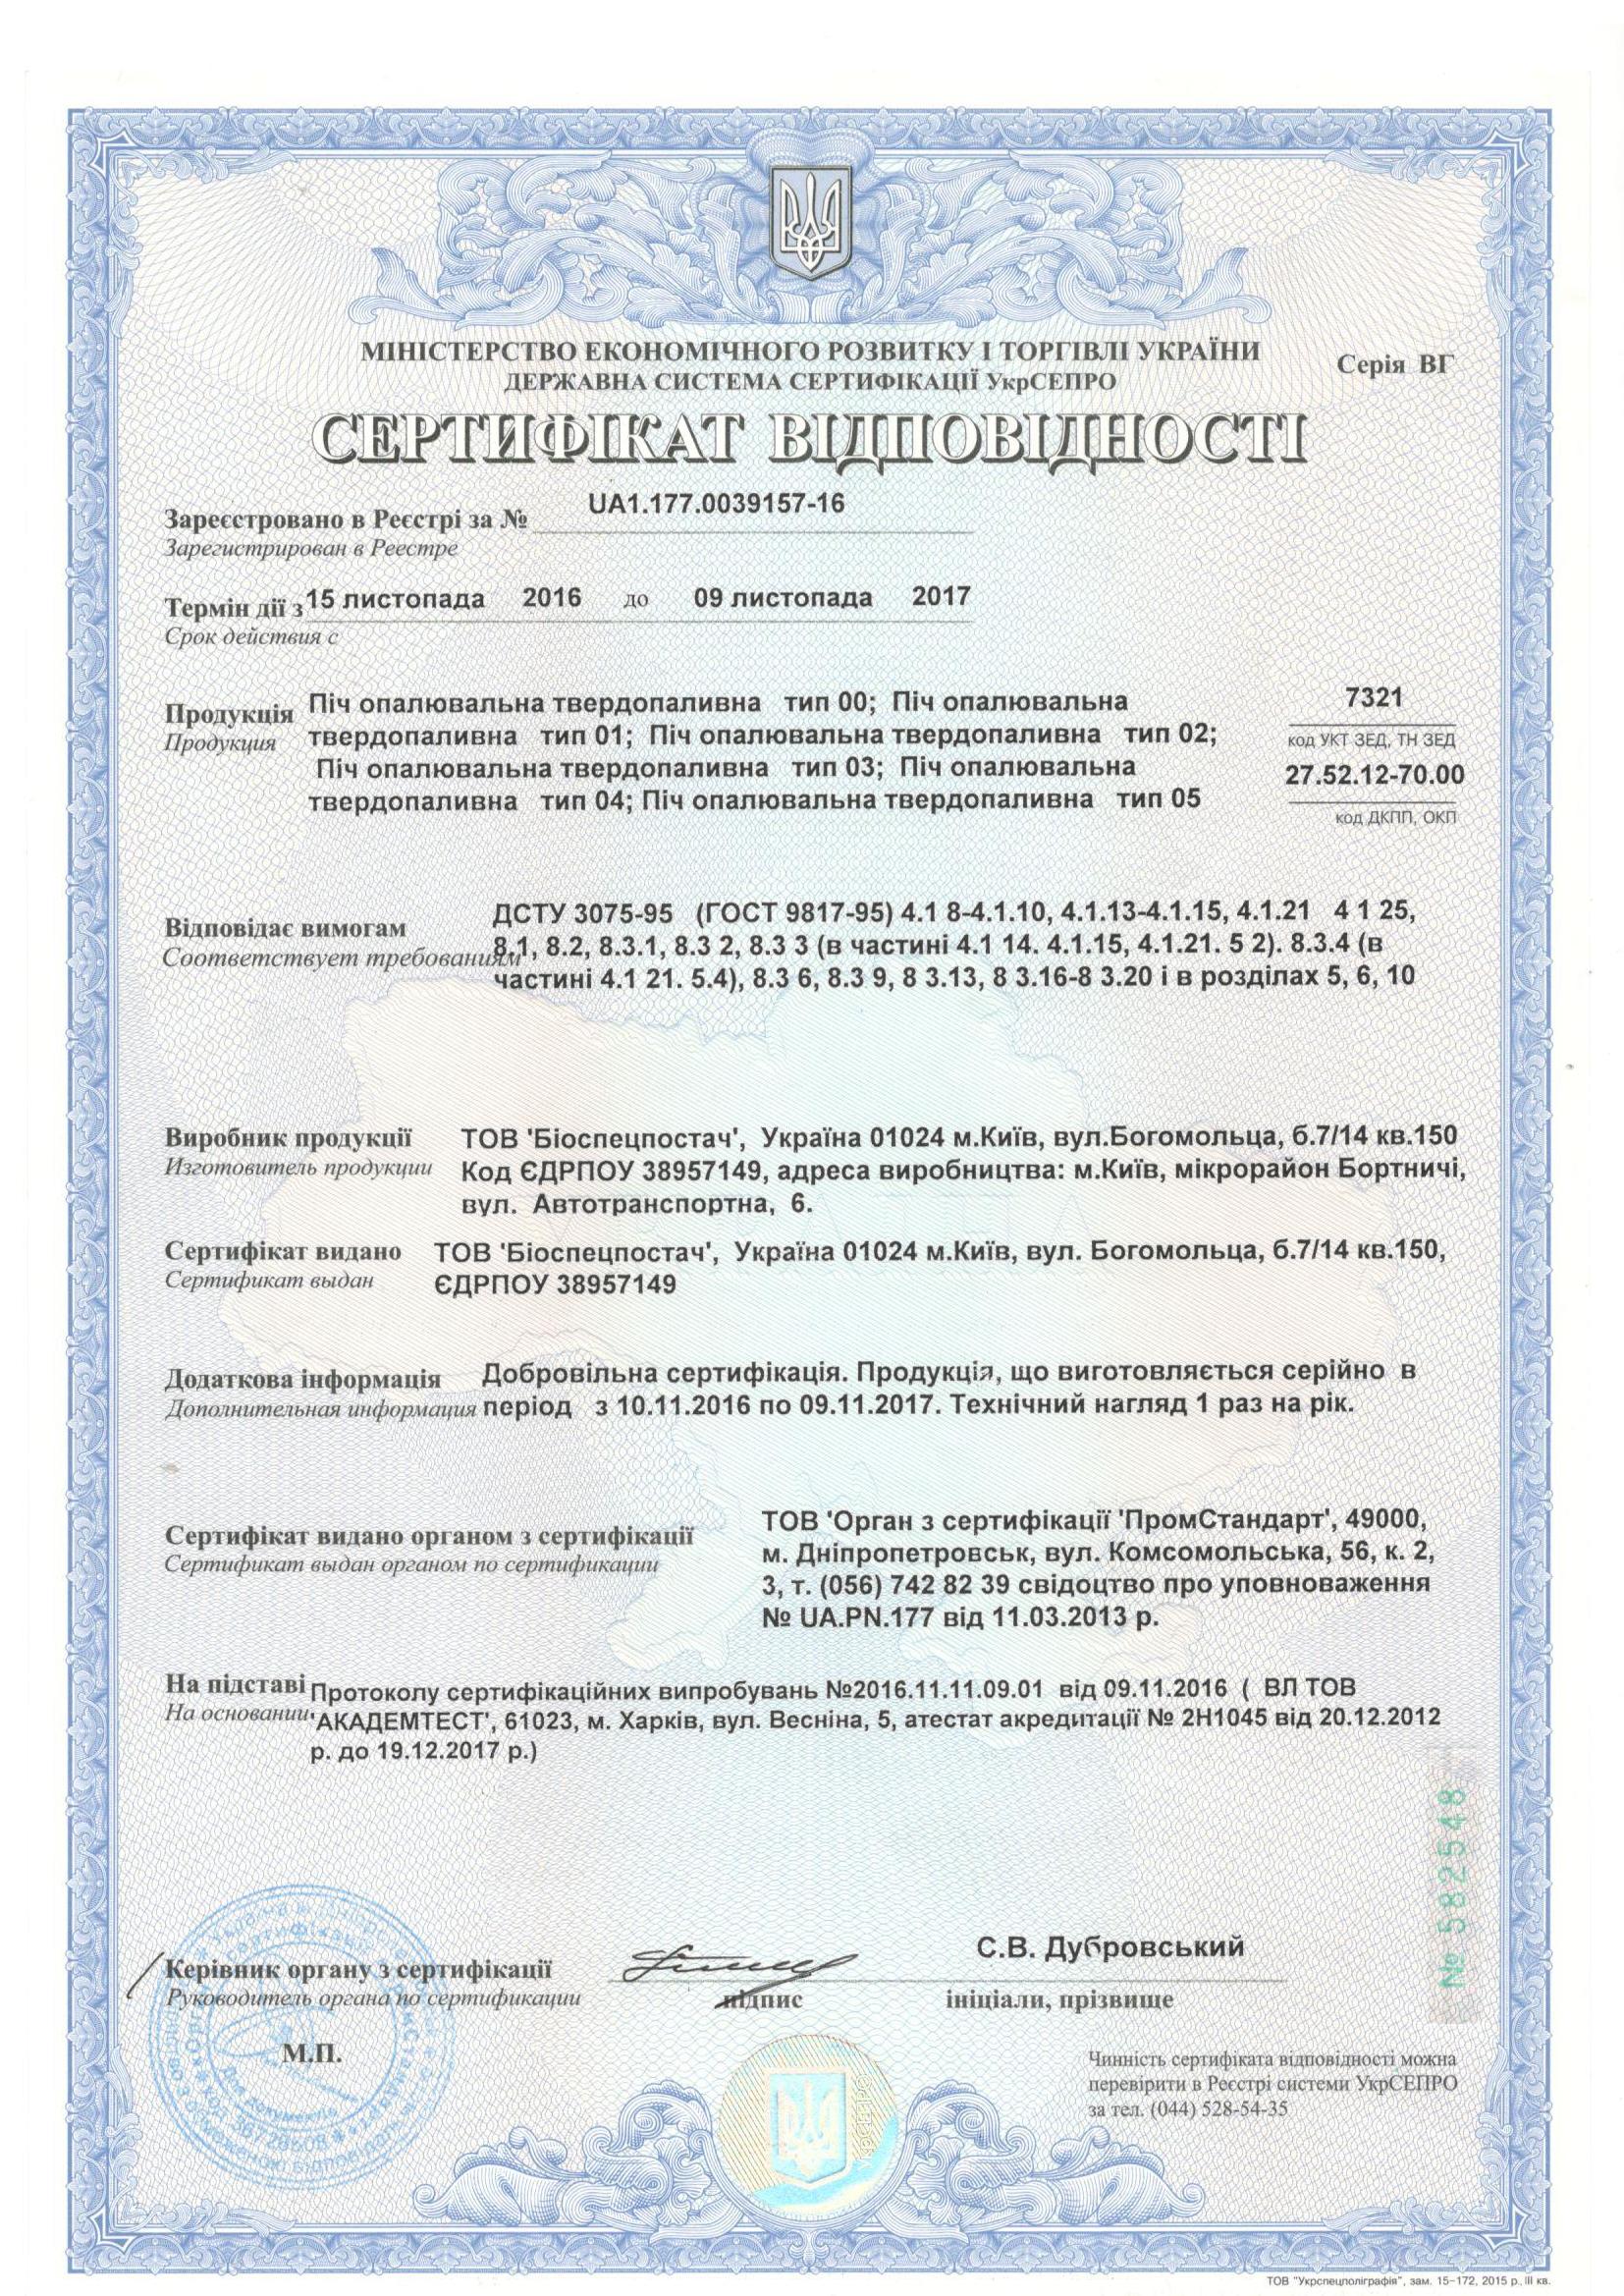 МІНІСТЕРСТВО ЕКОНОМІЧНОГО РОЗВИТКУ І ТОРГІВЛІ УКРАЇНИ
Серія ВГ
ДЕРЖАВНА СИСТЕМА СЕРТИФІКАЦІЇ УкрСЕПРО
СЕРТИФІКАТ ВІДПОВІДНОСТІ
Зареєстровано в Реєстрі за № UA1.177.0039157-16
Зарегистрирован в Реестре
Термін дії з 15 листопада 2016 до 09 листопада 2017
Срок действия с
Продукція
Продукция
Піч опалювальна твердопаливна тип 00; Піч опалювальна
твердопаливна тип 01; Піч опалювальна твердопаливна тип 02;
Піч опалювальна твердопаливна тип 03; Піч опалювальна
твердопаливна тип 04; Піч опалювальна твердопаливна тип 05
7321
код УКТ ЗЕД, ТН ЗЕД
27.52.12-70.00
код ДКПП, ОКП
Відповідає вимогам
Соответствует требованиям
ДСТУ 3075-95 (ГОСТ 9817-95) 4.1 8-4.1.10, 4.1.13-4.1.15, 4.1.21 4 1 25,
8.1, 8.2, 8.3.1, 8.3 2, 8.3 3 (в частині 4.1 14. 4.1.15, 4.1.21. 5 2). 8.3.4 (в
частині 4.1 21. 5.4), 8.3 6, 8.3 9, 8 3.13, 8 3.16-8 3.20 і в розділах 5, 6, 10
Виробник продукції
Изготовитель продукции
ТОВ 'Біоспецпостач', Україна 01024 м.Київ, вул.Богомольца, б.7/14 кв.150
Код ЄДРПОУ 38957149, адреса виробництва: м.Київ, мікрорайон Бортничі,
вул. Автотранспортна, 6.
Сертифікат видано
Сертификат выдан
ТОВ 'Біоспецпостач', Україна 01024 м.Київ, вул. Богомольца, б.7/14 кв.150,
ЄДРПОУ 38957149
Додаткова інформація
Дополнительная информация
Добровільна сертифікація. Продукція, що виготовляється серійно в
період з 10.11.2016 по 09.11.2017. Технічний нагляд 1 раз на рік.
Сертифікат видано органом з сертифікації
Сертификат выдан органом по сертификации
ТОВ 'Орган з сертифікації 'ПромСтандарт', 49000,
м. Дніпропетровськ, вул. Комсомольська, 56, к. 2,
3, т. (056) 742 82 39 свідоцтво про уповноваження
№ UA.PN.177 від 11.03.2013 р.
На підставі
На основании
Протоколу сертифікаційних випробувань №2016.11.11.09.01 від 09.11.2016 ( ВЛ ТОВ
'АКАДЕМТЕСТ', 61023, м. Харків, вул. Весніна, 5, атестат акредитації № 2Н1045 від 20.12.2012
р. до 19.12.2017 р.)
№ 582548
Керівник органу з сертифікації
Руководитель органа по сертификации
М.П.
підпис
С.В. Дубровський
ініціали, прізвище
Чинність сертифіката відповідності можна
перевірити в Реєстрі системи УкрСЕПРО
за тел. (044) 528-54-35
УкрСЕПРО
ТОВ "Укрспецполіграфія", зам. 15-172, 2015 р., III кв.